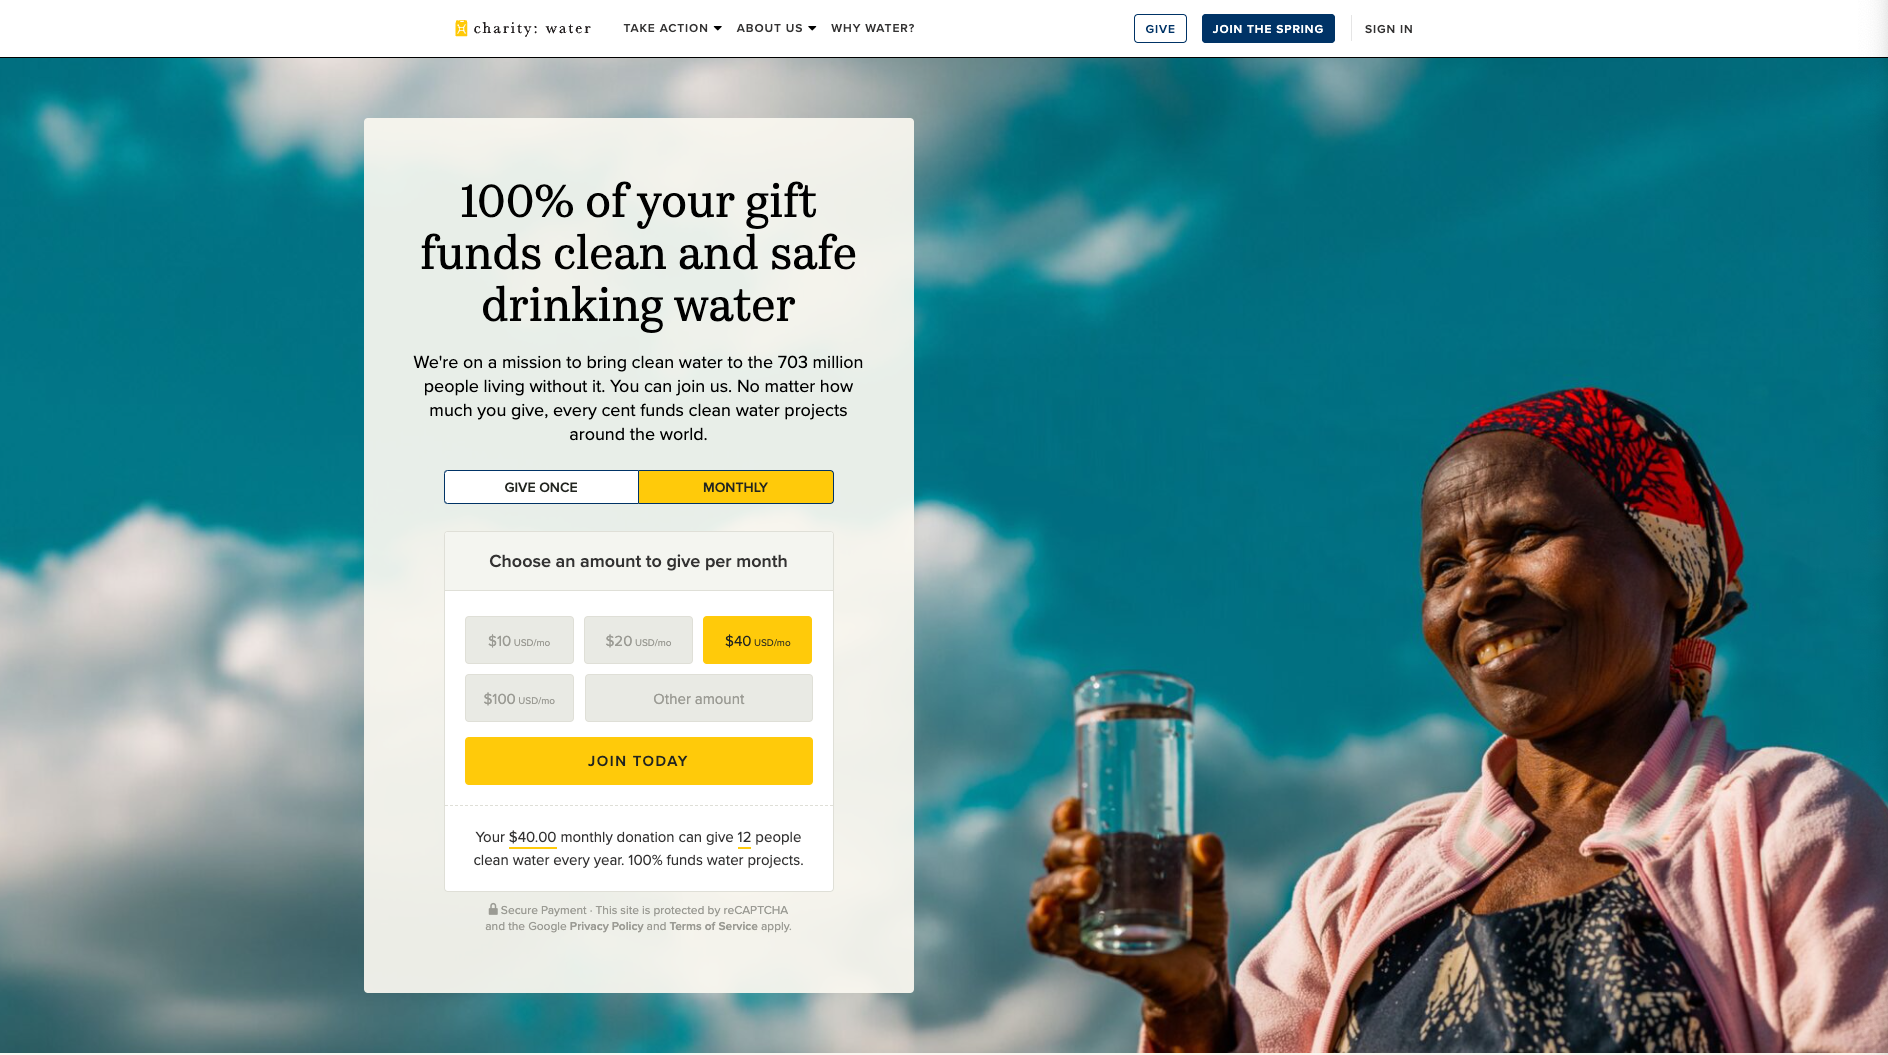 charity: water
TAKE ACTION
ABOUT US
WHY WATER?
GIVE
JOIN THE SPRING
SIGN IN
100% of your gift
funds clean and safe
drinking water
We're on a mission to bring clean water to the 703 million
people living without it. You can join us. No matter how
much you give, every cent funds clean water projects
around the world.
GIVE ONCE
MONTHLY
Choose an amount to give per month
$10 USD/mo
$20 USD/mo
$40 USD/mo
$100 USD/mo
Other amount
JOIN TODAY
Your $40.00 monthly donation can give 12 people
clean water every year. 100% funds water projects.
Secure Payment · This site is protected by reCAPTCHA
and the Google Privacy Policy and Terms of Service apply.